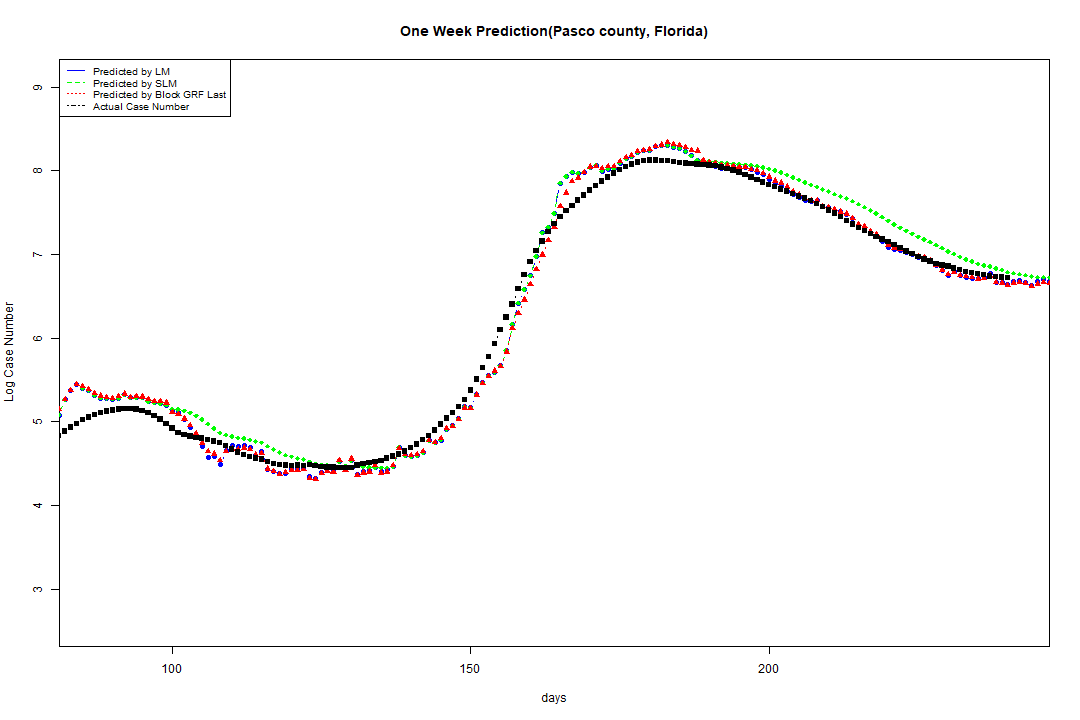 One Week Prediction(Pasco county, Florida)
Predicted by LM
Predicted by SLM
Predicted by Block GRF Last
Actual Case Number
9
8
7
6
5
4
3
Log Case Number
100
150
200
days